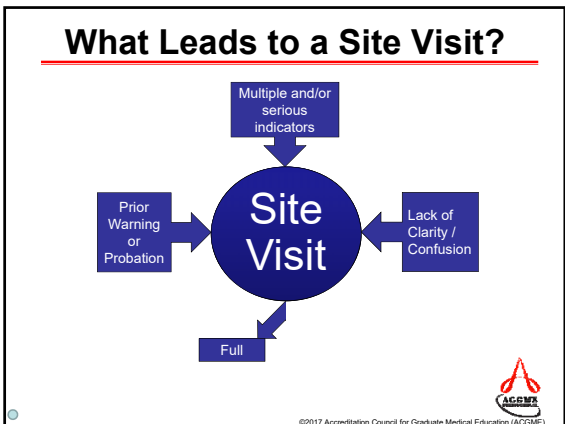 What Leads to a Site Visit?
Multiple and/or
serious
indicators
Prior
Warning
or
Probation
Site
Visit
Lack of
Clarity /
Confusion
Full
ACGME
©2017 Accreditation Council for Graduate Medical Education (ACGME)